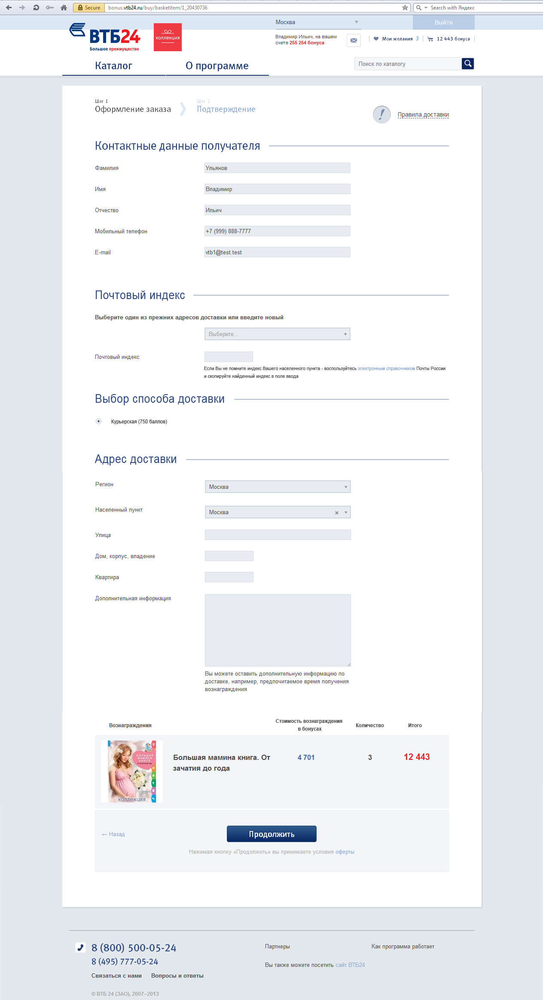 Secure
bonus.vtb24.ru/buy/basketitem/1_20430736
Search with Яндекс
Москва
Выйти
ВТБ24
Большое преимущество
коллекция
Владимир Ильич, на вашем
счете 255 254 бонуса
Мои желания 3
12 443 бонуса
Каталог
О программе
Поиск по каталогу
Шаг 1
Оформление заказа
Шаг 2
Подтверждение
Правила доставки
Контактные данные получателя
Фамилия
Ульянов
Имя
Владимир
Отчество
Ильич
Мобильный телефон
+7 (999) 888-7777
E-mail
vtb1@test.test
Почтовый индекс
Выберите один из прежних адресов доставки или введите новый
Выберите...
Почтовый индекс
Если Вы не помните индекс Вашего населенного пункта - воспользуйтесь электронным справочником Почты России
и скопируйте найденный индекс в поле ввода
Выбор способа доставки
Курьерская (750 баллов)
Адрес доставки
Регион
Москва
Населенный пункт
Москва
Улица
Дом, корпус, владение
Квартира
Дополнительная информация
Вы можете оставить дополнительную информацию по
доставке, например, предпочитаемое время получения
вознаграждения
Вознаграждения
Стоимость вознаграждения
в бонусах
Количество
Итого
БОЛЬШАЯ
МАМИНА
КНИГА
ОТ ЗАЧАТИЯ ДО ГОДА
коллекция
Большая мамина книга. От
зачатия до года
4 701
3
12 443
← Назад
Продолжить
Нажимая кнопку «Продолжить» вы принимаете условия оферты
8 (800) 500-05-24
8 (495) 777-05-24
Связаться с нами
Вопросы и ответы
Партнеры
Как программа работает
Вы также можете посетить сайт ВТБ24
© ВТБ 24 (ЗАО), 2007–2013